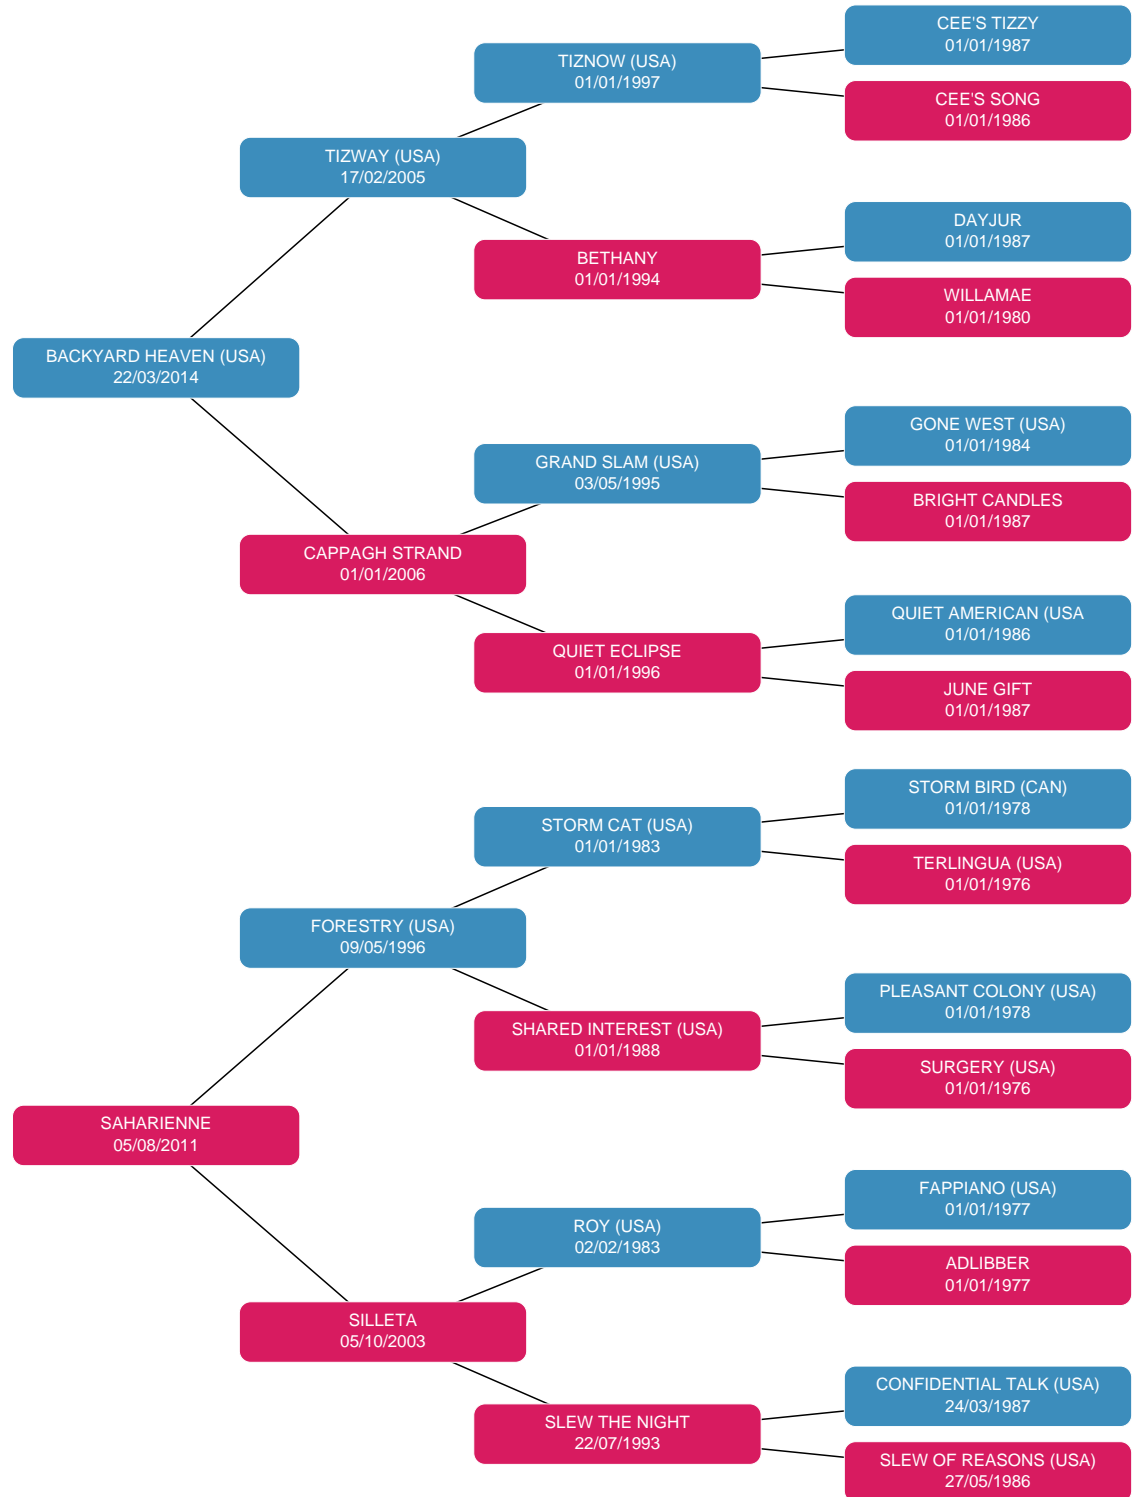 CEE'S TIZZY
01/01/1987
TIZNOW (USA)
01/01/1997
CEE'S SONG
01/01/1986
TIZWAY (USA)
17/02/2005
DAYJUR
01/01/1987
BETHANY
01/01/1994
WILLAMAE
01/01/1980
BACKYARD HEAVEN (USA)
22/03/2014
GONE WEST (USA)
01/01/1984
GRAND SLAM (USA)
03/05/1995
BRIGHT CANDLES
01/01/1987
CAPPAGH STRAND
01/01/2006
QUIET AMERICAN (USA
01/01/1986
QUIET ECLIPSE
01/01/1996
JUNE GIFT
01/01/1987
STORM BIRD (CAN)
01/01/1978
STORM CAT (USA)
01/01/1983
TERLINGUA (USA)
01/01/1976
FORESTRY (USA)
09/05/1996
PLEASANT COLONY (USA)
01/01/1978
SHARED INTEREST (USA)
01/01/1988
SURGERY (USA)
01/01/1976
SAHARIENNE
05/08/2011
FAPPIANO (USA)
01/01/1977
ROY (USA)
02/02/1983
ADLIBBER
01/01/1977
SILLETA
05/10/2003
CONFIDENTIAL TALK (USA)
24/03/1987
SLEW THE NIGHT
22/07/1993
SLEW OF REASONS (USA)
27/05/1986